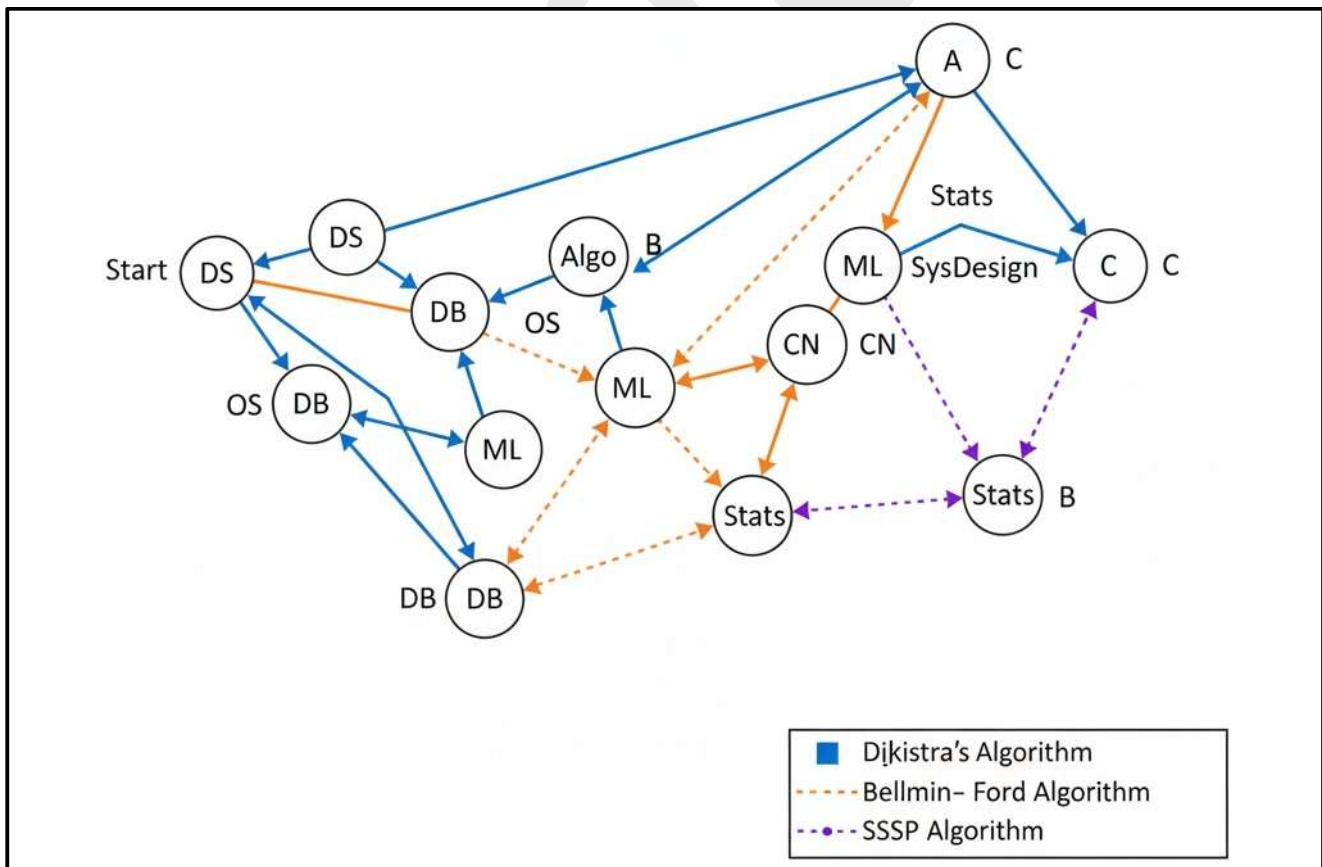 A C
Stats
DS
Algo B
Start DS
ML SysDesign
C C
DB OS
CN CN
ML
OS DB
ML
Stats
Stats B
DB DB
Dikistra's Algorithm
Bellmin- Ford Algorithm
SSSP Algorithm